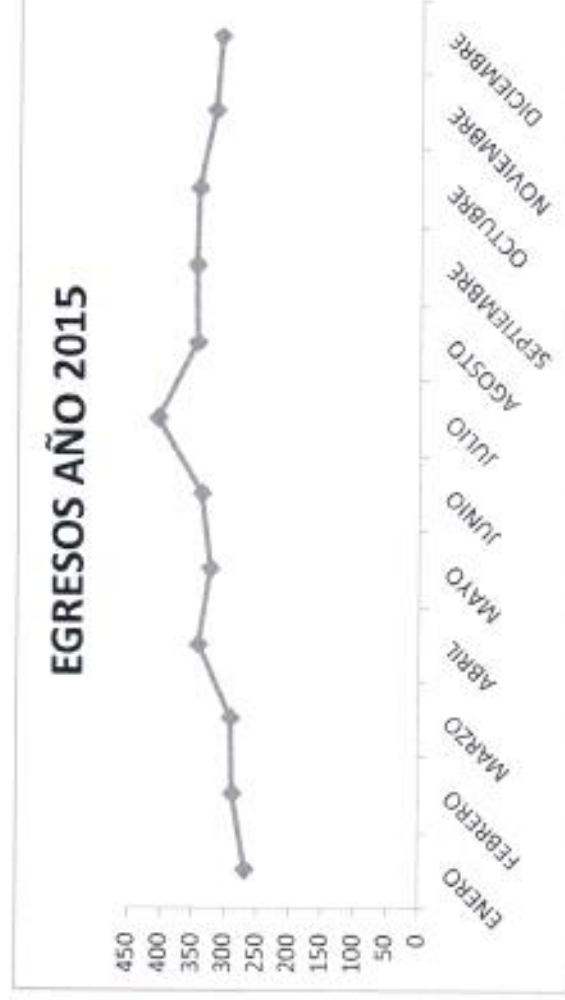 EGRESOS AÑO 2015
450
400
350
300
250
200
150
100
50
0
ENERO
FEBRERO
MARZO
ABRIL
MAYO
JUNIO
JULIO
AGOSTO
SEPTIEMBRE
OCTUBRE
NOVIEMBRE
DICIEMBRE